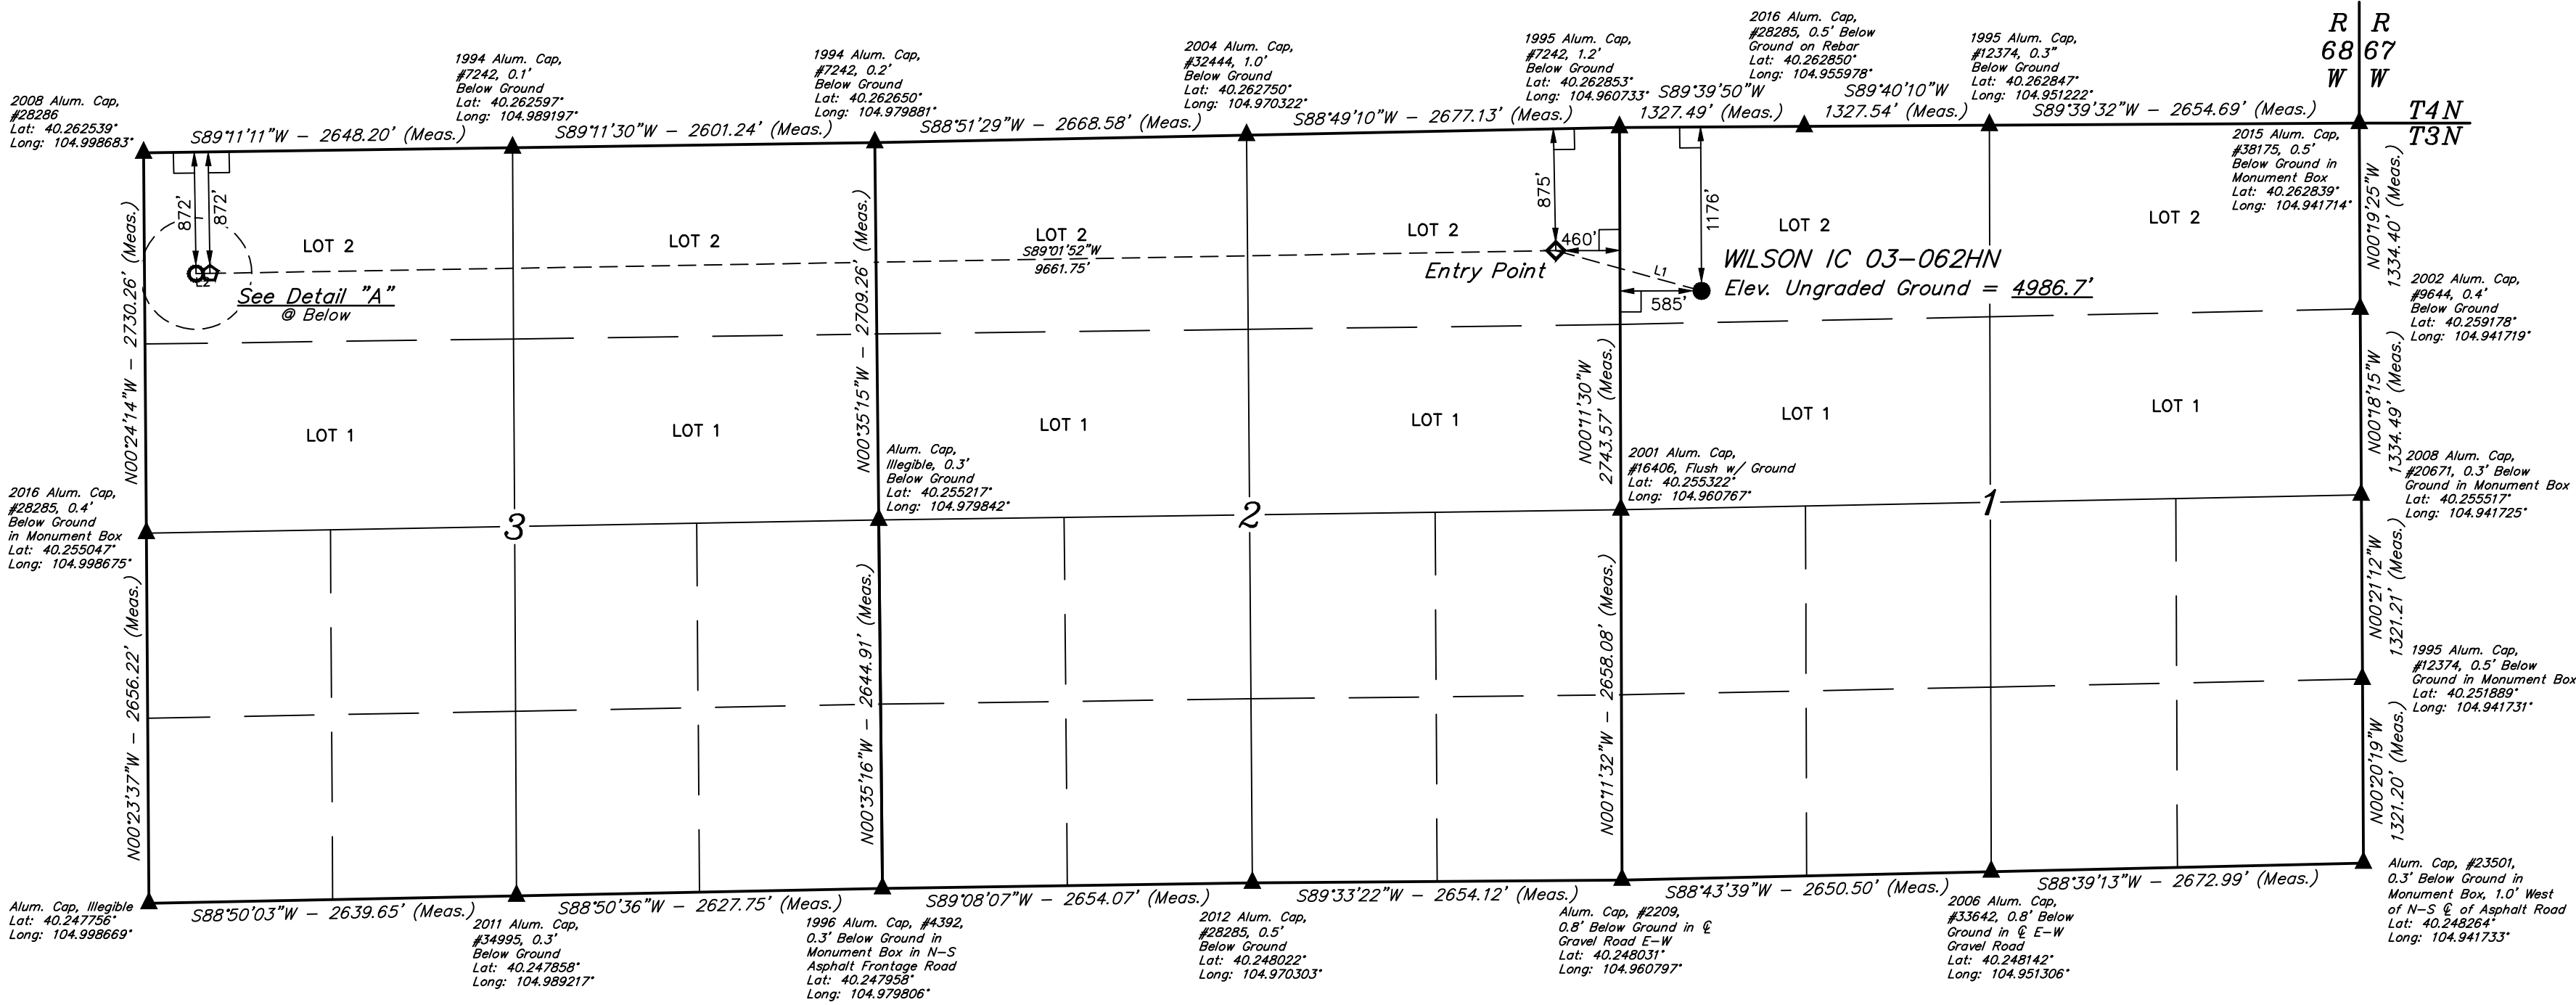 2008 Alum. Cap,
#28286
Lat: 40.262539°
Long: 104.998683°
1994 Alum. Cap,
#7242, 0.1'
Below Ground
Lat: 40.262597°
Long: 104.989197°
1994 Alum. Cap,
#7242, 0.2'
Below Ground
Lat: 40.262650°
Long: 104.979881°
2004 Alum. Cap,
#32444, 1.0'
Below Ground
Lat: 40.262750°
Long: 104.970322°
1995 Alum. Cap,
#7242, 1.2'
Below Ground
Lat: 40.262853°
Long: 104.960733°
2016 Alum. Cap,
#28285, 0.5' Below
Ground on Rebar
Lat: 40.262850°
Long: 104.955978°
1995 Alum. Cap,
#12374, 0.3"
Below Ground
Lat: 40.262847°
Long: 104.951222°
R R
68 67
W W
T4N
T3N
S89°11'11"W - 2648.20' (Meas.)
S89°11'30"W - 2601.24' (Meas.)
S88°51'29"W - 2668.58' (Meas.)
S88°49'10"W - 2677.13' (Meas.)
S89°39'50"W
1327.49' (Meas.)
S89°40'10"W
1327.54' (Meas.)
S89°39'32"W - 2654.69' (Meas.)
2015 Alum. Cap,
#38175, 0.5'
Below Ground in
Monument Box
Lat: 40.262839°
Long: 104.941714°
872'
872'
875'
1176'
LOT 2
LOT 2
LOT 2
LOT 2
LOT 2
LOT 2
S89°01'52"W
9661.75'
460'
Entry Point
L1
L2
585'
WILSON IC 03-062HN
Elev. Ungraded Ground = 4986.7'
See Detail "A"
@ Below
N00°24'14"W - 2730.26' (Meas.)
N00°35'15"W - 2709.26' (Meas.)
N00°11'30"W
2743.57' (Meas.)
N00°19'25"W
1334.40' (Meas.)
2002 Alum. Cap,
#9644, 0.4'
Below Ground
Lat: 40.259178°
Long: 104.941719°
N00°18'15"W
1334.49' (Meas.)
LOT 1
LOT 1
LOT 1
LOT 1
LOT 1
LOT 1
2016 Alum. Cap,
#28285, 0.4'
Below Ground
in Monument Box
Lat: 40.255047°
Long: 104.998675°
Alum. Cap,
Illegible, 0.3'
Below Ground
Lat: 40.255217°
Long: 104.979842°
2001 Alum. Cap,
#16406, Flush w/ Ground
Lat: 40.255322°
Long: 104.960767°
2008 Alum. Cap,
#20671, 0.3' Below
Ground in Monument Box
Lat: 40.255517°
Long: 104.941725°
3
2
1
N00°23'37"W - 2656.22' (Meas.)
N00°35'16"W - 2644.91' (Meas.)
N00°11'32"W - 2658.08' (Meas.)
N00°21'12"W
1321.21' (Meas.)
1995 Alum. Cap,
#12374, 0.5' Below
Ground in Monument Box
Lat: 40.251889°
Long: 104.941731°
N00°20'19"W
1321.20' (Meas.)
Alum. Cap, Illegible
Lat: 40.247756°
Long: 104.998669°
S88°50'03"W - 2639.65' (Meas.)
S88°50'36"W - 2627.75' (Meas.)
S89°08'07"W - 2654.07' (Meas.)
S89°33'22"W - 2654.12' (Meas.)
S88°43'39"W - 2650.50' (Meas.)
S88°39'13"W - 2672.99' (Meas.)
2011 Alum. Cap,
#34995, 0.3'
Below Ground
Lat: 40.247858°
Long: 104.989217°
1996 Alum. Cap, #4392,
0.3' Below Ground in
Monument Box in N-S
Asphalt Frontage Road
Lat: 40.247958°
Long: 104.979806°
2012 Alum. Cap,
#28285, 0.5'
Below Ground
Lat: 40.248022°
Long: 104.970303°
Alum. Cap, #2209,
0.8' Below Ground in ℄
Gravel Road E-W
Lat: 40.248031°
Long: 104.960797°
2006 Alum. Cap,
#33642, 0.8' Below
Ground in ℄ E-W
Gravel Road
Lat: 40.248142°
Long: 104.951306°
Alum. Cap, #23501,
0.3' Below Ground in
Monument Box, 1.0' West
of N-S ℄ of Asphalt Road
Lat: 40.248264°
Long: 104.941733°